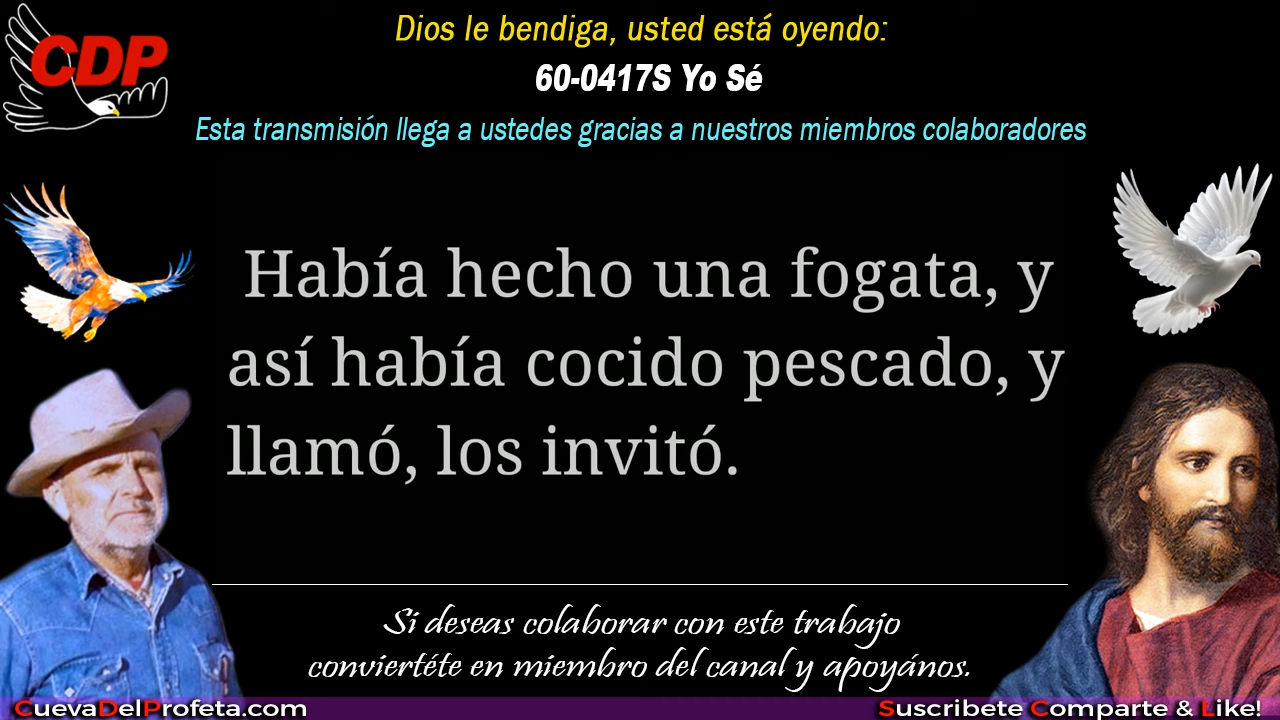 CDP
Dios le bendiga, usted está oyendo:
60-0417S Yo Sé
Esta transmisión llega a ustedes gracias a nuestros miembros colaboradores
Había hecho una fogata, y
así había cocido pescado, y
llamó, los invitó.
Si deseas colaborar con este trabajo
conviertéte en miembro del canal y apoyános.
CuevaDelProfeta.com
Suscribete Comparte & Like!